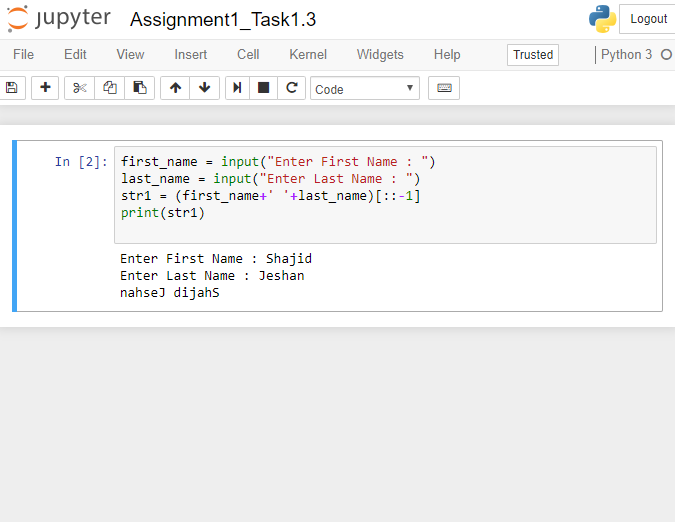 jupyter Assignment1_Task1.3
Logout
File Edit View Insert Cell Kernel Widgets Help Trusted Python 3
Code
In [2]: first_name = input("Enter First Name : ")
last_name = input("Enter Last Name : ")
str1 = (first_name+' '+last_name)[::-1]
print(str1)
Enter First Name : Shajid
Enter Last Name : Jeshan
nahseJ dijahS